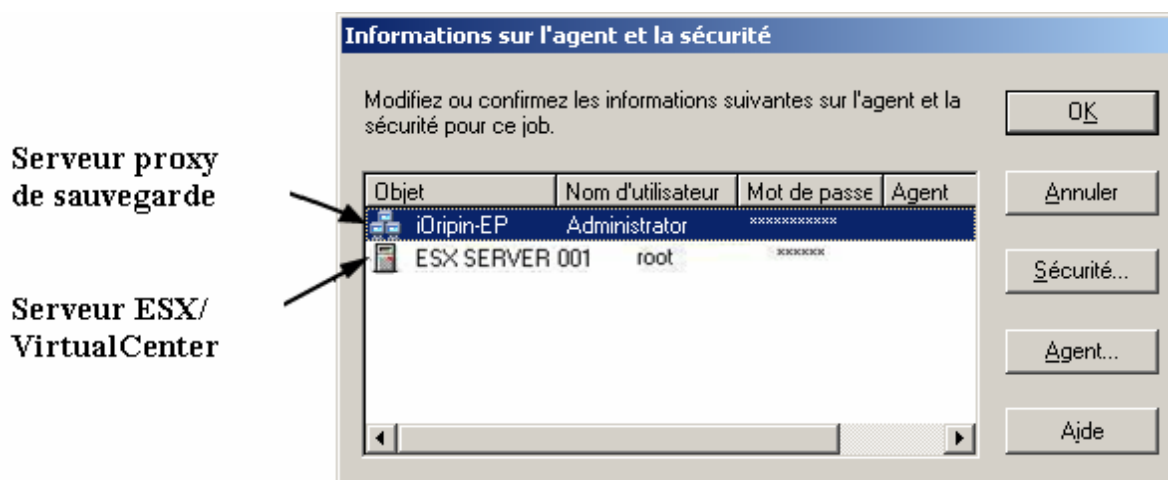 Informations sur l'agent et la sécurité
Modifiez ou confirmez les informations suivantes sur l'agent et la
sécurité pour ce job.
OK
Serveur proxy
de sauvegarde
Objet Nom d'utilisateur Mot de passe Agent
Annuler
iOripin-EP Administrator ***********
ESX SERVER 001 root ******
Sécurité...
Serveur ESX/
VirtualCenter
Agent...
Aide